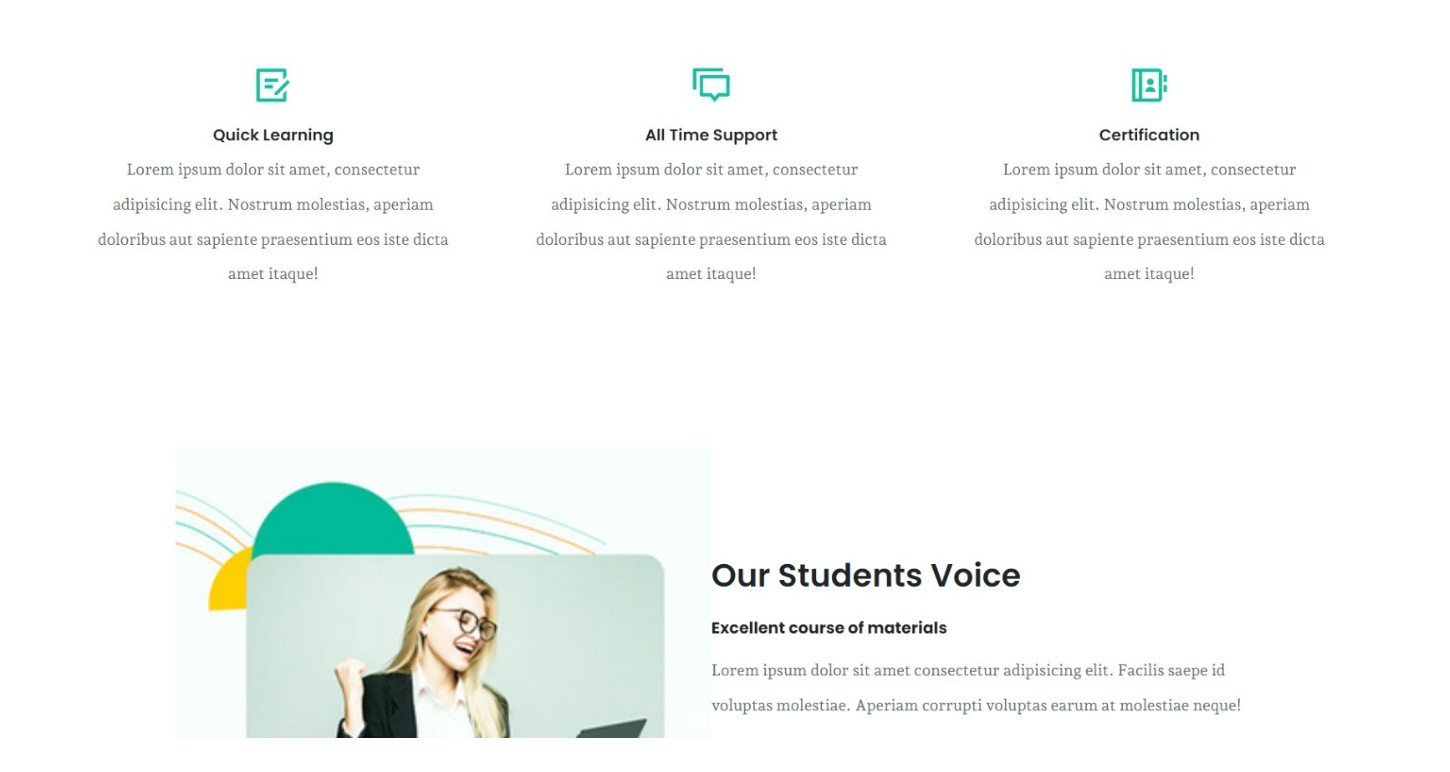 Quick Learning
Lorem ipsum dolor sit amet, consectetur
adipisicing elit. Nostrum molestias, aperiam
doloribus aut sapiente praesentium eos iste dicta
amet itaque!
All Time Support
Lorem ipsum dolor sit amet, consectetur
adipisicing elit. Nostrum molestias, aperiam
doloribus aut sapiente praesentium eos iste dicta
amet itaque!
Certification
Lorem ipsum dolor sit amet, consectetur
adipisicing elit. Nostrum molestias, aperiam
doloribus aut sapiente praesentium eos iste dicta
amet itaque!
Our Students Voice
Excellent course of materials
Lorem ipsum dolor sit amet consectetur adipisicing elit. Facilis saepe id
voluptas molestiae. Aperiam corrupti voluptas earum at molestiae neque!